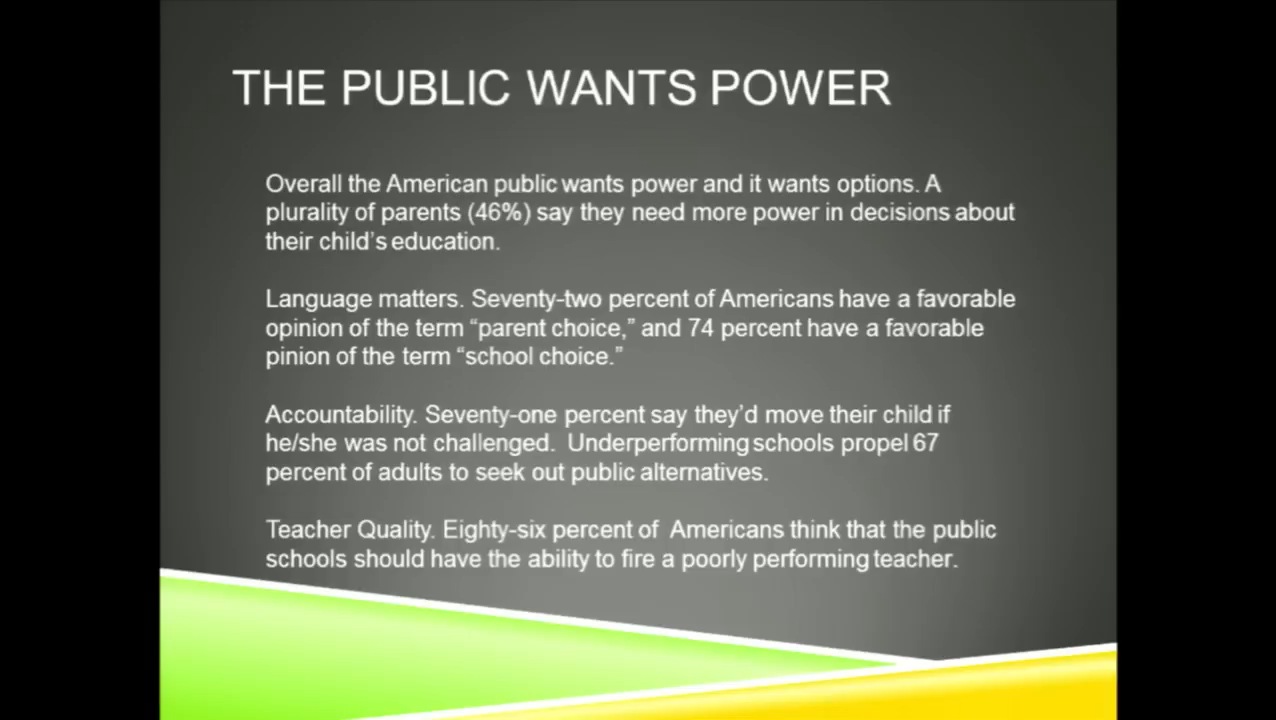 THE PUBLIC WANTS POWER
Overall the American public wants power and it wants options. A
plurality of parents (46%) say they need more power in decisions about
their child's education.
Language matters. Seventy-two percent of Americans have a favorable
opinion of the term “parent choice,” and 74 percent have a favorable
pinion of the term “school choice.”
Accountability. Seventy-one percent say they'd move their child if
he/she was not challenged.  Underperforming schools propel 67
percent of adults to seek out public alternatives.
Teacher Quality. Eighty-six percent of  Americans think that the public
schools should have the ability to fire a poorly performing teacher.